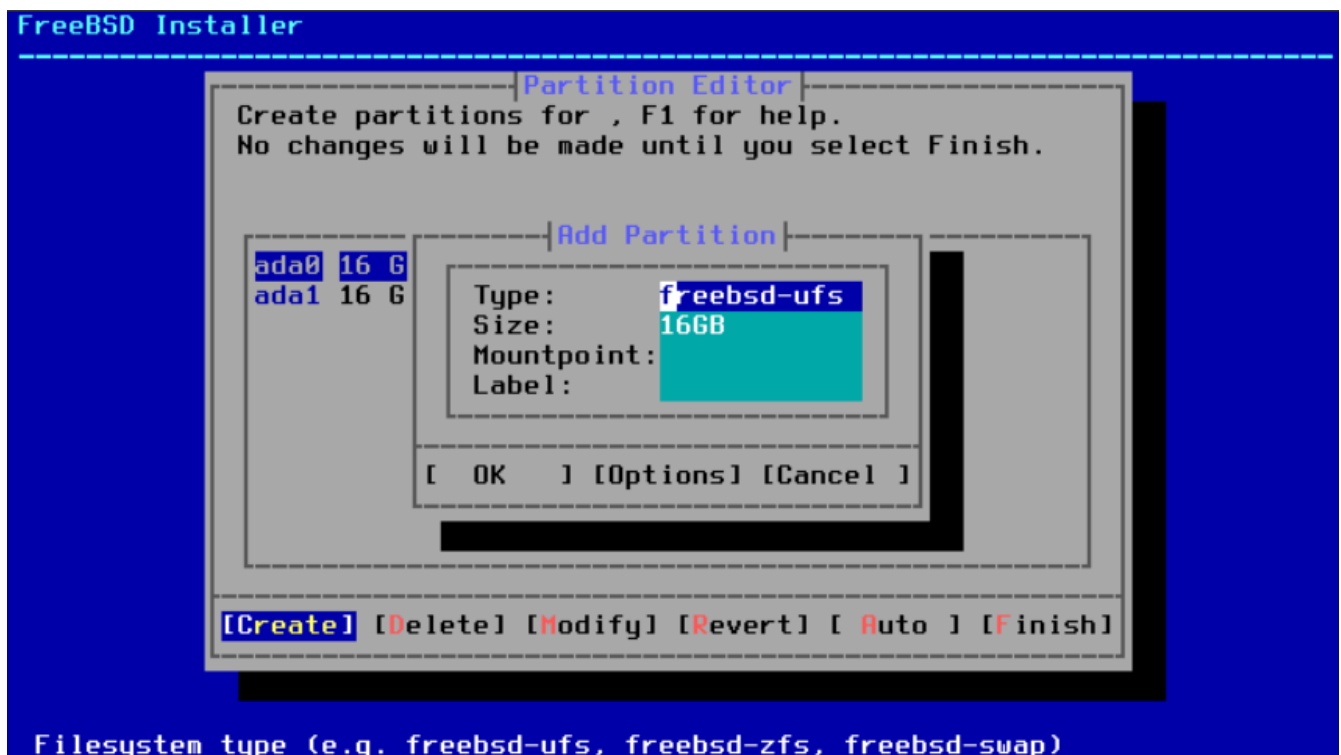 FreeBSD Installer
Partition Editor
Create partitions for , F1 for help.
No changes will be made until you select Finish.
Add Partition
ada0 16 G
ada1 16 G
Type: freebsd-ufs
Size: 16GB
Mountpoint:
Label:
[ OK ] [Options] [Cancel ]
[Create] [Delete] [Modify] [Revert] [ Auto ] [Finish]
Filesystem type (e.g. freebsd-ufs, freebsd-zfs, freebsd-swap)